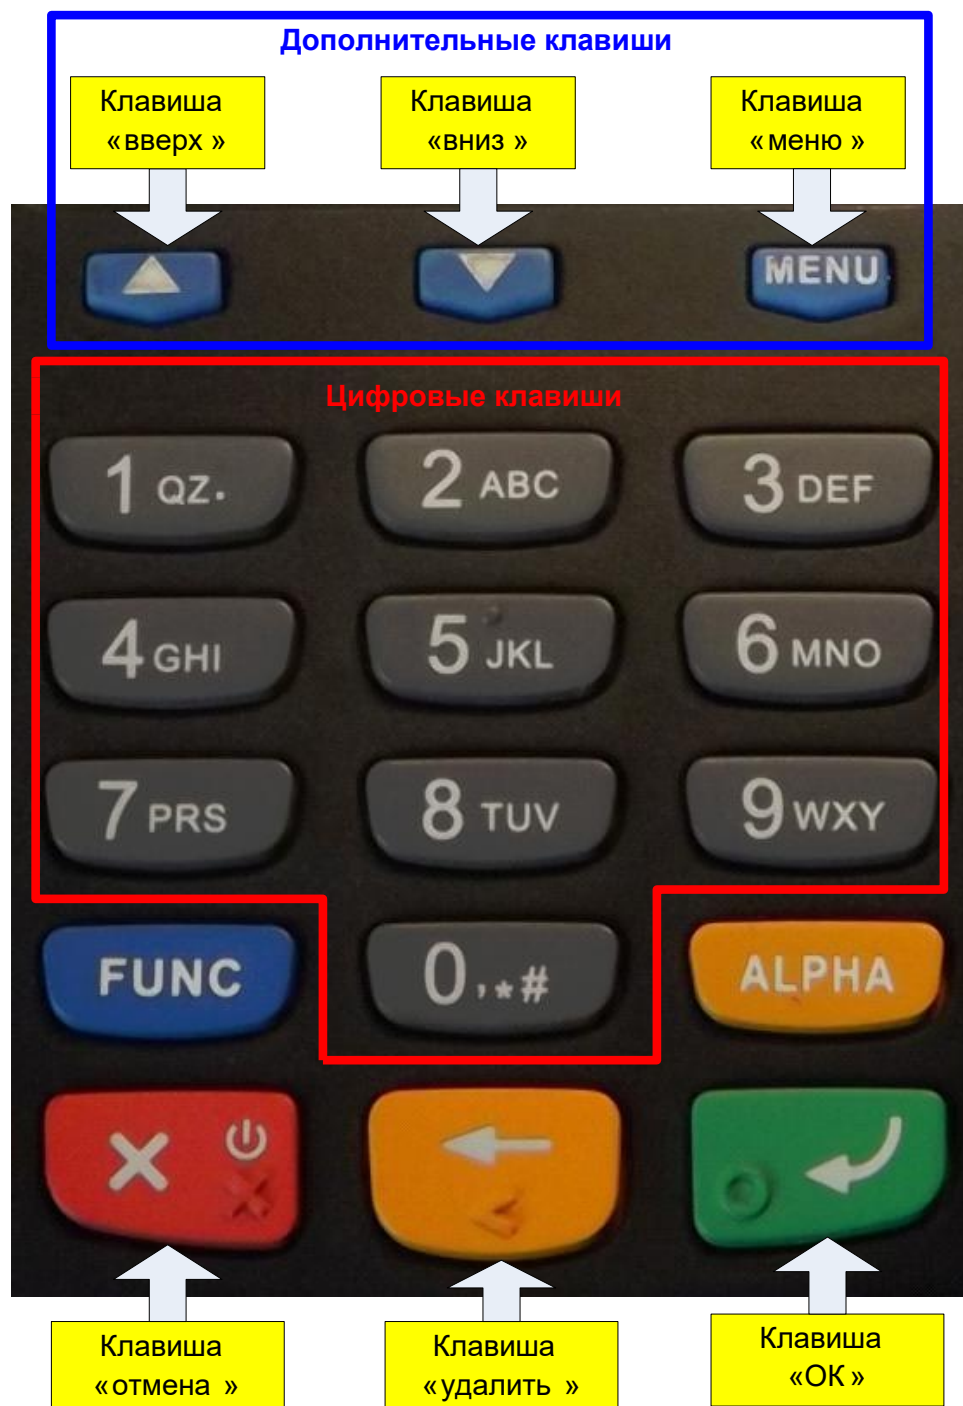 Дополнительные клавиши
Клавиша
«вверх »
Клавиша
«вниз »
Клавиша
«меню »
MENU
Цифровые клавиши
1 QZ.
2 ABC
3 DEF
4 GHI
5 JKL
6 MNO
7 PRS
8 TUV
9 WXY
FUNC
0,*#
ALPHA
Клавиша
«отмена »
Клавиша
«удалить »
Клавиша
«ОК»